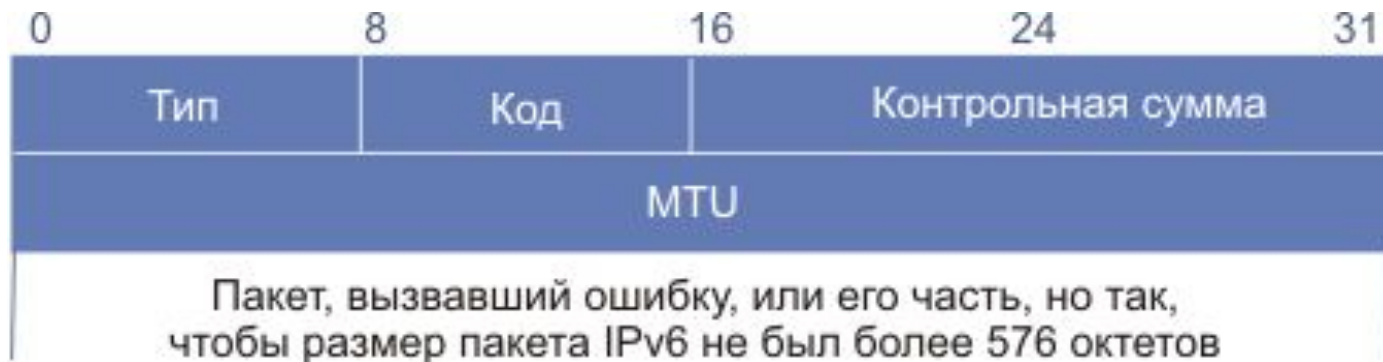 0 8 16 24 31
Тип Код Контрольная сумма
MTU
Пакет, вызвавший ошибку, или его часть, но так,
чтобы размер пакета IPv6 не был более 576 октетов